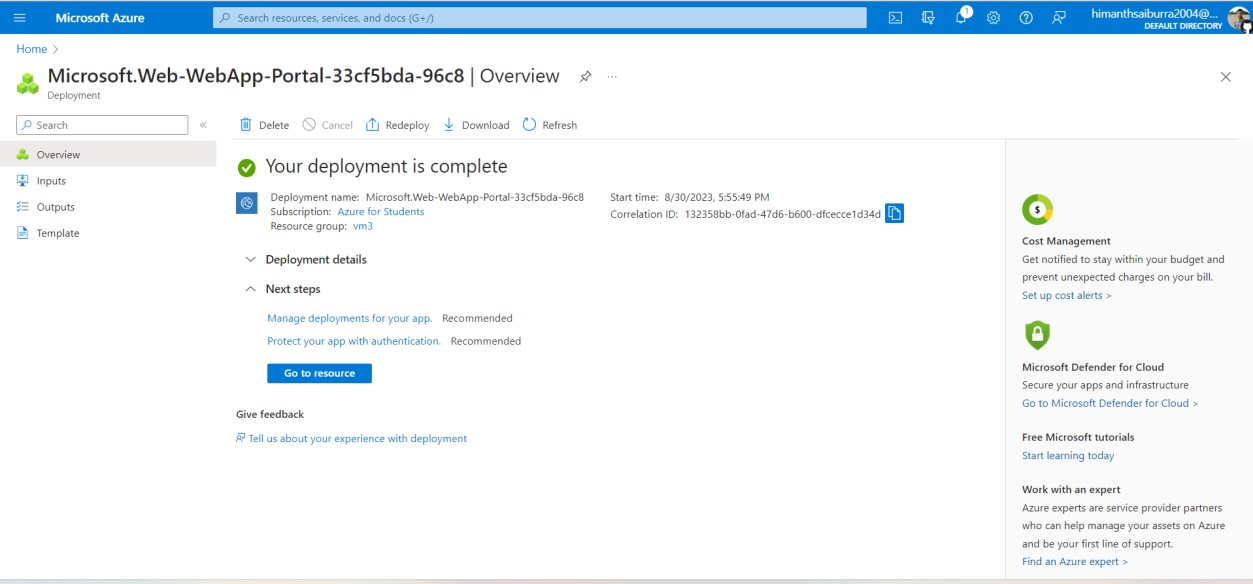 Microsoft Azure
Search resources, services, and docs (G+/)
1
himanthsaiburra2004@...
DEFAULT DIRECTORY
Home >
Microsoft.Web-WebApp-Portal-33cf5bda-96c8 | Overview
...
Deployment
Search
«
Delete
Cancel
Redeploy
Download
Refresh
Overview
Inputs
Outputs
Template
Your deployment is complete
Deployment name: Microsoft.Web-WebApp-Portal-33cf5bda-96c8
Subscription: Azure for Students
Resource group: vm3
Start time: 8/30/2023, 5:55:49 PM
Correlation ID: 132358bb-0fad-47d6-b600-dfcecce1d34d
Deployment details
Next steps
Manage deployments for your app. Recommended
Protect your app with authentication. Recommended
Go to resource
Give feedback
Tell us about your experience with deployment
$
Cost Management
Get notified to stay within your budget and
prevent unexpected charges on your bill.
Set up cost alerts >
Microsoft Defender for Cloud
Secure your apps and infrastructure
Go to Microsoft Defender for Cloud >
Free Microsoft tutorials
Start learning today
Work with an expert
Azure experts are service provider partners
who can help manage your assets on Azure
and be your first line of support.
Find an Azure expert >